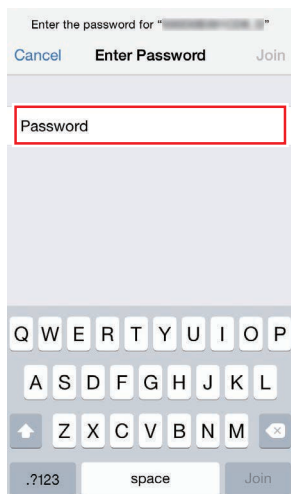 Enter the password for " "
Cancel Enter Password Join
Password
Q W E R T Y U I O P
A S D F G H J K L
Z X C V B N M
.?123 space Join